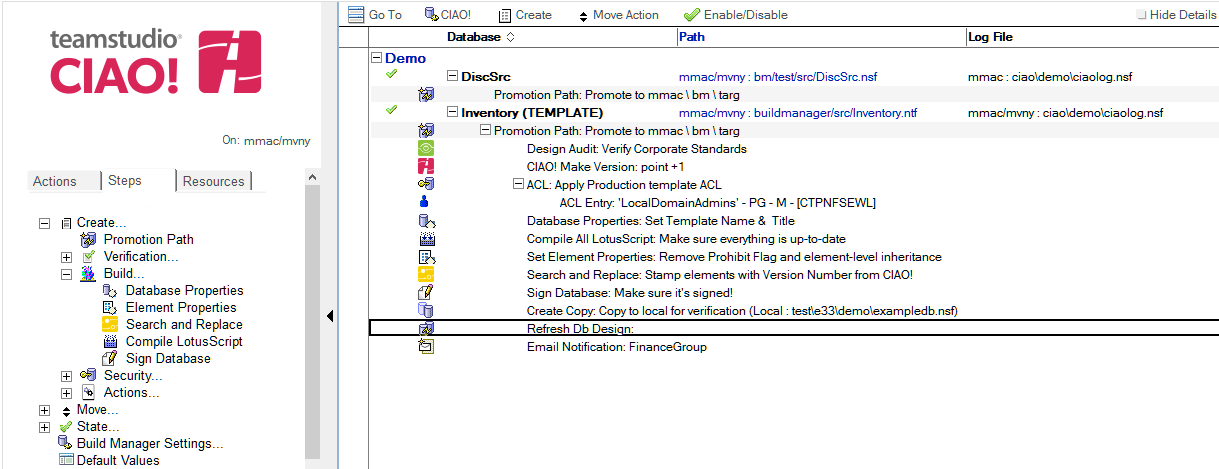 teamstudio
CIAO!
On: mmac/mvny
Actions Steps Resources
Create...
Promotion Path
Verification...
Build...
Database Properties
Element Properties
Search and Replace
Compile LotusScript
Sign Database
Security...
Actions...
Move...
State...
Build Manager Settings...
Default Values
Go To CIAO! Create Move Action Enable/Disable Hide Details
Database Path Log File
Demo
DiscSrc mmac/mvny : bm/test/src/DiscSrc.nsf mmac : ciao\demo\ciaolog.nsf
Promotion Path: Promote to mmac \ bm \ targ
Inventory (TEMPLATE) mmac/mvny : buildmanager/src/Inventory.ntf mmac/mvny : ciao\demo\ciaolog.nsf
Promotion Path: Promote to mmac \ bm \ targ
Design Audit: Verify Corporate Standards
CIAO! Make Version: point +1
ACL: Apply Production template ACL
ACL Entry: 'LocalDomainAdmins' - PG - M - [CTPNFSEWL]
Database Properties: Set Template Name & Title
Compile All LotusScript: Make sure everything is up-to-date
Set Element Properties: Remove Prohibit Flag and element-level inheritance
Search and Replace: Stamp elements with Version Number from CIAO!
Sign Database: Make sure it's signed!
Create Copy: Copy to local for verification (Local : test\e33\demo\exampledb.nsf)
Refresh Db Design:
Email Notification: FinanceGroup